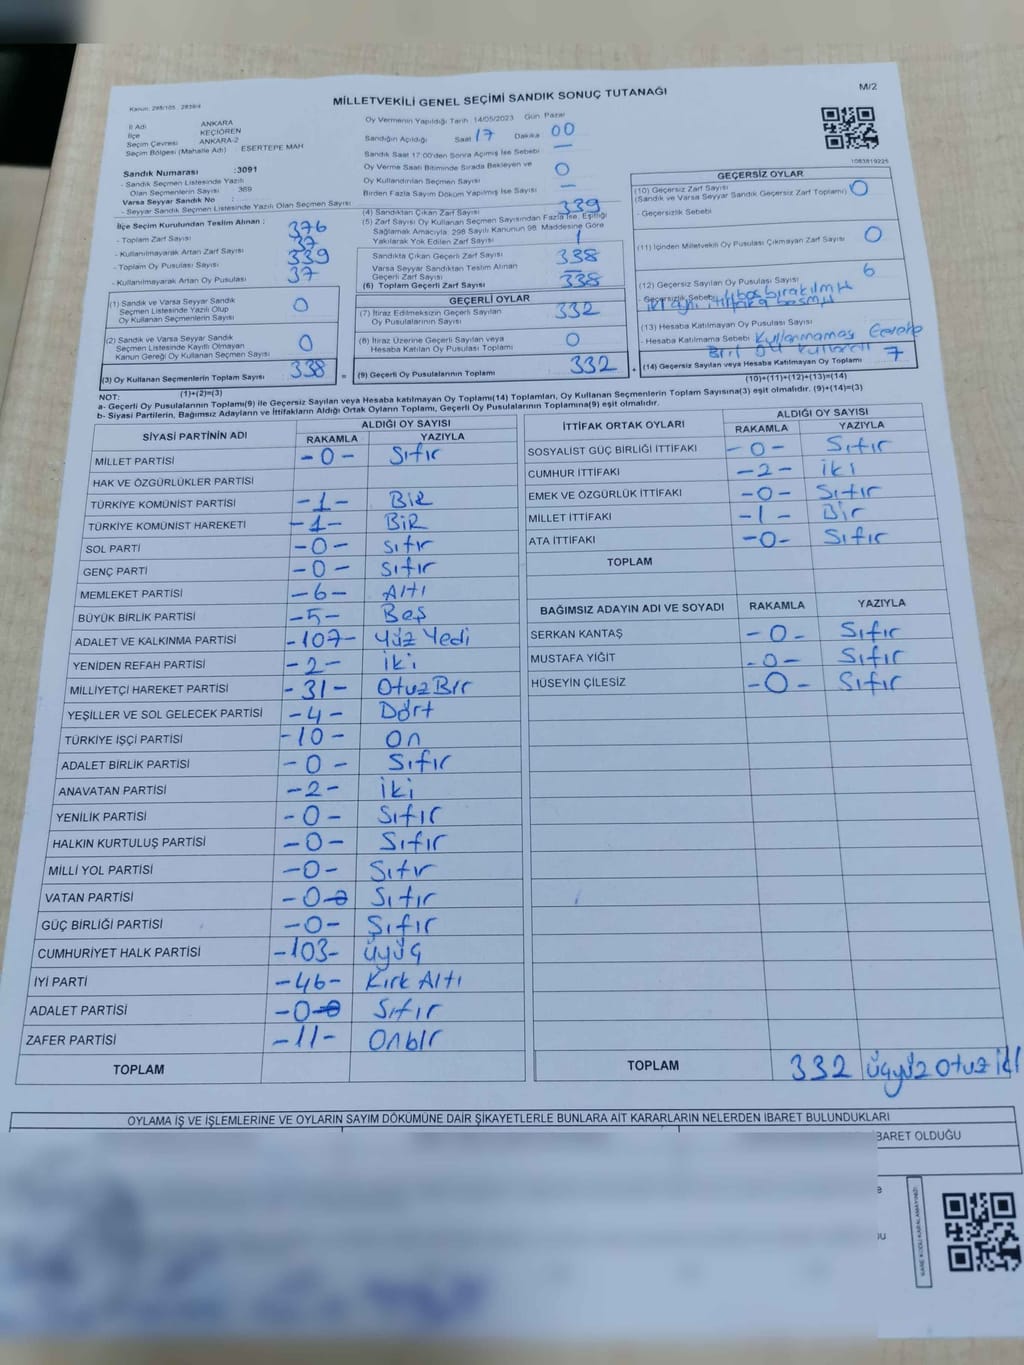 Kanun: 298/105 , 2839/4
MİLLETVEKİLİ GENEL SEÇİMİ SANDIK SONUÇ TUTANAĞI
M/2
İl Adı ANKARA
İlçe KEÇİÖREN
Seçim Çevresi ANKARA-2
Seçim Bölgesi (Mahalle Adı) ESERTEPE MAH
Sandık Numarası :3091
- Sandık Seçmen Listesinde Yazılı
Olan Seçmenlerin Sayısı 369
Varsa Seyyar Sandık No
- Seyyar Sandık Seçmen Listesinde Yazılı Olan Seçmen Sayısı
Oy Vermenin Yapıldığı Tarih 14/05/2023 Gün Pazar
Sandığın Açıldığı Saat 17 Dakika 00
Sandık Saat 17:00'den Sonra Açılmış İse Sebebi —
Oy Verme Saati Bitiminde Sırada Bekleyen ve
Oy Kullandırılan Seçmen Sayısı 0
Birden Fazla Sayım Döküm Yapılmış İse Sayısı —
1083819225
İlçe Seçim Kurulundan Teslim Alınan :
- Toplam Zarf Sayısı 376
- Kullanılmayarak Artan Zarf Sayısı 37
- Toplam Oy Pusulası Sayısı 339
- Kullanılmayarak Artan Oy Pusulası 37
(4) Sandıktan Çıkan Zarf Sayısı 339
(5) Zarf Sayısı Oy Kullanan Seçmen Sayısından Fazla İse, Eşitliği
Sağlamak Amacıyla; 298 Sayılı Kanunun 98. Maddesine Göre
Yakılarak Yok Edilen Zarf Sayısı 1
Sandıkta Çıkan Geçerli Zarf Sayısı 338
Varsa Seyyar Sandıktan Teslim Alınan
Geçerli Zarf Sayısı —
(6) Toplam Geçerli Zarf Sayısı 338
GEÇERSİZ OYLAR
(10) Geçersiz Zarf Sayısı 0
(Sandık ve Varsa Seyyar Sandık Geçersiz Zarf Toplamı)
- Geçersizlik Sebebi
(11) İçinden Milletvekili Oy Pusulası Çıkmayan Zarf Sayısı 0
(12) Geçersiz Sayılan Oy Pusulası Sayısı 6
Geçersizlik Sebebi
(13) Hesaba Katılmayan Oy Pusulası Sayısı
- Hesaba Katılmama Sebebi
(14) Geçersiz Sayılan veya Hesaba Katılmayan Oy Toplamı 7
(10)+(11)+(12)+(13)=(14)
(1) Sandık ve Varsa Seyyar Sandık
Seçmen Listesinde Yazılı Olup
Oy Kullanan Seçmenlerin Sayısı 0
(2) Sandık ve Varsa Seyyar Sandık
Seçmen Listesinde Kayıtlı Olmayan
Kanun Gereği Oy Kullanan Seçmen Sayısı 0
(3) Oy Kullanan Seçmenlerin Toplam Sayısı 338
(1)+(2)=(3)
GEÇERLİ OYLAR
(7) İtiraz Edilmeksizin Geçerli Sayılan
Oy Pusulalarının Sayısı 332
(8) İtiraz Üzerine Geçerli Sayılan veya
Hesaba Katılan Oy Pusulası Toplamı 0
(9) Geçerli Oy Pusulalarının Toplamı 332
NOT:
a- Geçerli Oy Pusulalarının Toplamı(9) ile Geçersiz Sayılan veya Hesaba katılmayan Oy Toplamı(14) Toplamları, Oy Kullanan Seçmenlerin Toplam Sayısına(3) eşit olmalıdır. (9)+(14)=(3)
b- Siyasi Partilerin, Bağımsız Adayların ve İttifakların Aldığı Ortak Oyların Toplamı, Geçerli Oy Pusulalarının Toplamına(9) eşit olmalıdır.
SİYASİ PARTİNİN ADI ALDIĞI OY SAYISI
RAKAMLA YAZIYLA
MİLLET PARTİSİ -0- Sıfır
HAK VE ÖZGÜRLÜKLER PARTİSİ
TÜRKİYE KOMÜNİST PARTİSİ -1- BİR
TÜRKİYE KOMÜNİST HAREKETİ -1- BİR
SOL PARTİ -0- Sıfır
GENÇ PARTİ -0- Sıfır
MEMLEKET PARTİSİ -6- Altı
BÜYÜK BİRLİK PARTİSİ -5- Beş
ADALET VE KALKINMA PARTİSİ -107- Yüz Yedi
YENİDEN REFAH PARTİSİ -2- İki
MİLLİYETÇİ HAREKET PARTİSİ -31- Otuz Bir
YEŞİLLER VE SOL GELECEK PARTİSİ -4- Dört
TÜRKİYE İŞÇİ PARTİSİ -10- On
ADALET BİRLİK PARTİSİ -0- Sıfır
ANAVATAN PARTİSİ -2- İki
YENİLİK PARTİSİ -0- Sıfır
HALKIN KURTULUŞ PARTİSİ -0- Sıfır
MİLLİ YOL PARTİSİ -0- Sıfır
VATAN PARTİSİ -0- Sıfır
GÜÇ BİRLİĞİ PARTİSİ -0- Sıfır
CUMHURİYET HALK PARTİSİ -103- üyüç
İYİ PARTİ -46- Kırk Altı
ADALET PARTİSİ -0- Sıfır
ZAFER PARTİSİ -11- Onbir
TOPLAM
İTTİFAK ORTAK OYLARI ALDIĞI OY SAYISI
RAKAMLA YAZIYLA
SOSYALİST GÜÇ BİRLİĞİ İTTİFAKI -0- Sıfır
CUMHUR İTTİFAKI -2- İki
EMEK VE ÖZGÜRLÜK İTTİFAKI -0- Sıfır
MİLLET İTTİFAKI -1- Bir
ATA İTTİFAKI -0- Sıfır
TOPLAM
BAĞIMSIZ ADAYIN ADI VE SOYADI RAKAMLA YAZIYLA
SERKAN KANTAŞ -0- Sıfır
MUSTAFA YİĞİT -0- Sıfır
HÜSEYİN ÇİLESİZ -0- Sıfır
TOPLAM 332 üçyüz otuz iki
OYLAMA İŞ VE İŞLEMLERİNE VE OYLARIN SAYIM DÖKÜMÜNE DAİR ŞİKAYETLERLE BUNLARA AİT KARARLARIN NELERDEN İBARET BULUNDUKLARI
BARET OLDUĞU
KARE KODU KARALAMAYINIZ!